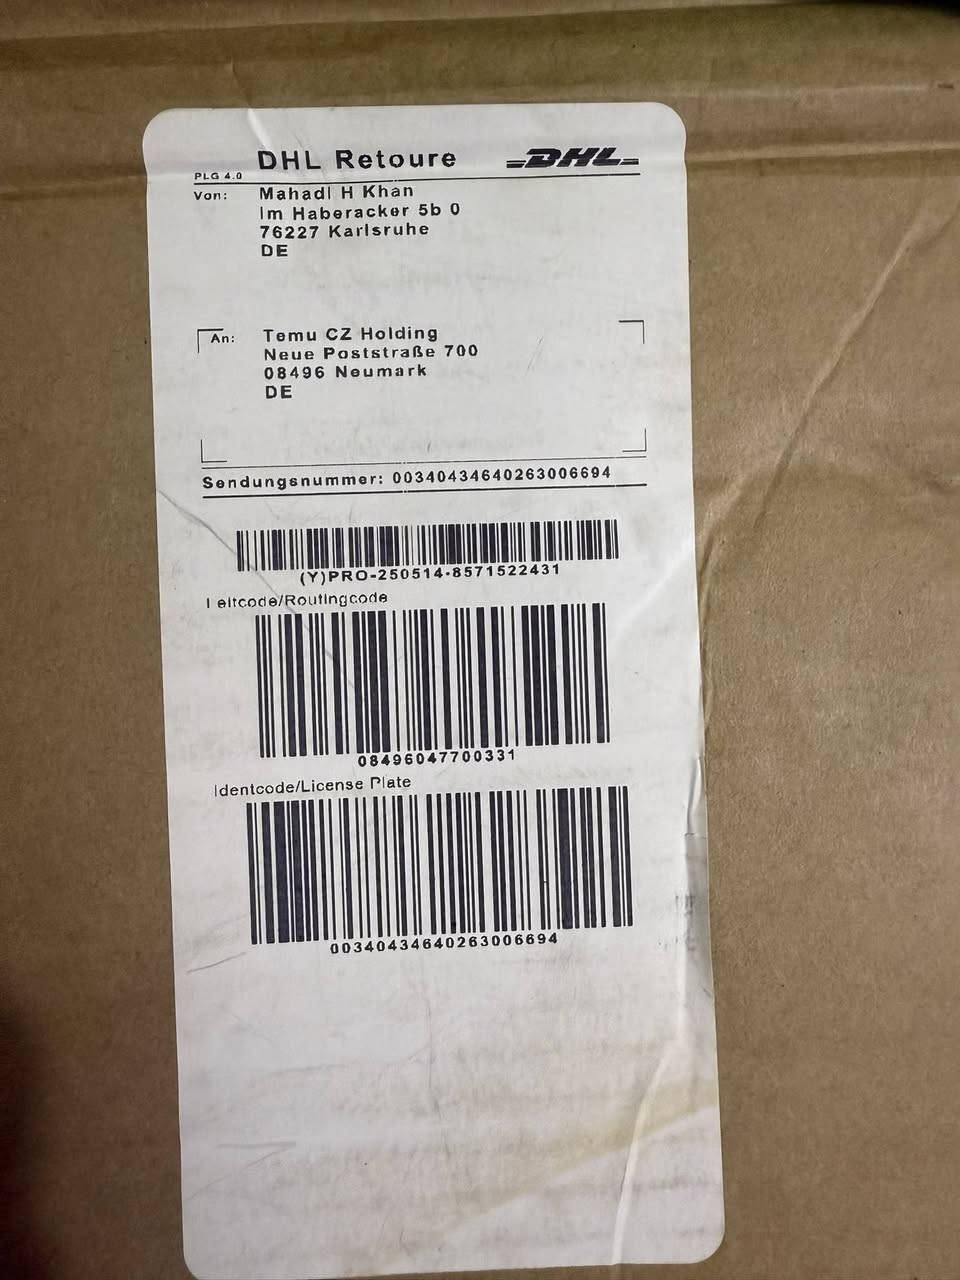 DHL Retoure
DHL
PLG 4.0
Von: Mahadi H Khan
Im Haberacker 5b 0
76227 Karlsruhe
DE
An: Temu CZ Holding
Neue Poststraße 700
08496 Neumark
DE
Sendungsnummer: 00340434640263006694
(Y)PRO-250514-8571522431
Leitcode/Routingcode
08496047700331
Identcode/License Plate
00340434640263006694